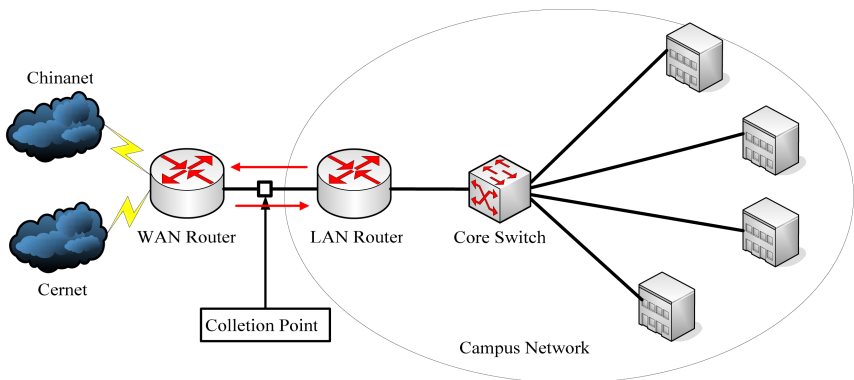 Chinanet
WAN Router
LAN Router
Core Switch
Cernet
Colletion Point
Campus Network